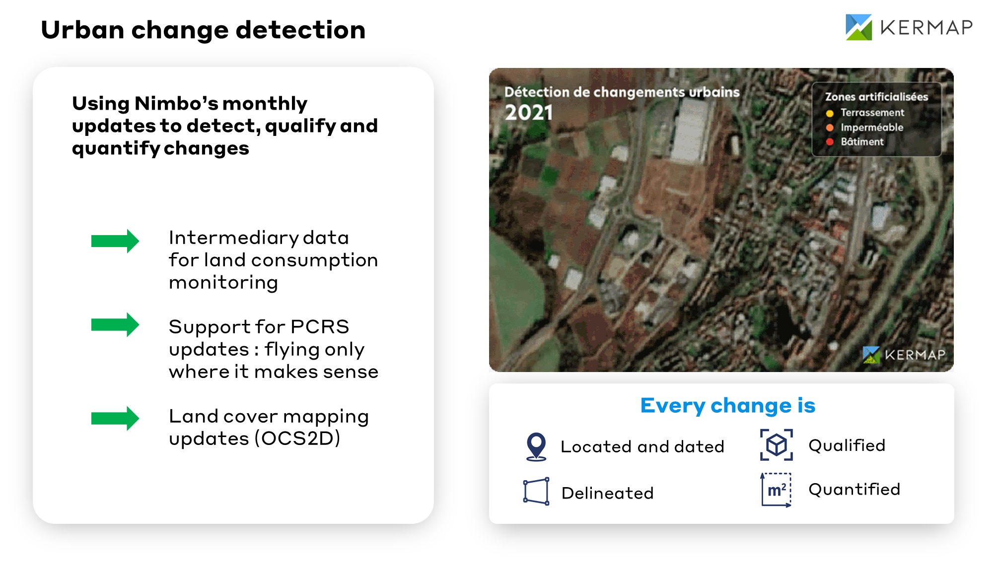 Urban change detection
KERMAP
Using Nimbo’s monthly
updates to detect, qualify and
quantify changes
Intermediary data
for land consumption
monitoring
Support for PCRS
updates : flying only
where it makes sense
Land cover mapping
updates (OCS2D)
Détection de changements urbains
2021
Zones artificialisées
Terrassement
Imperméable
Bâtiment
KERMAP
Every change is
Located and dated
Qualified
Delineated
m²
Quantified